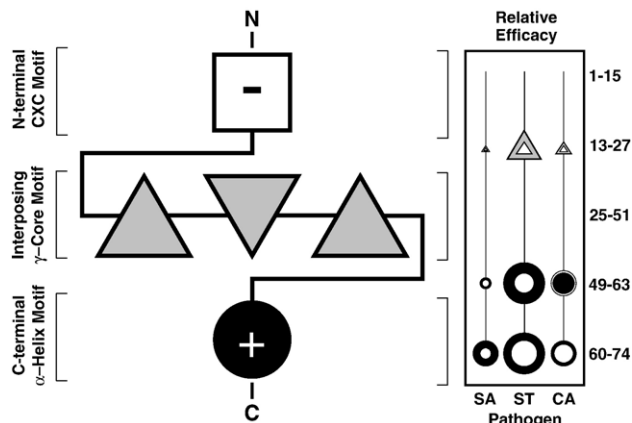 N
N-terminal
CXC Motif
-
Interposing
γ-Core Motif
C-terminal
α-Helix Motif
+
C
Relative
Efficacy
1-15
13-27
25-51
49-63
60-74
SA ST CA
Pathogen